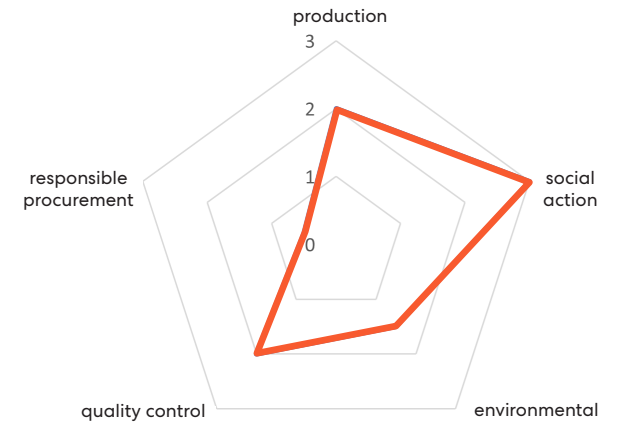 production
3
2
1
0
responsible
procurement
social
action
quality control
environmental